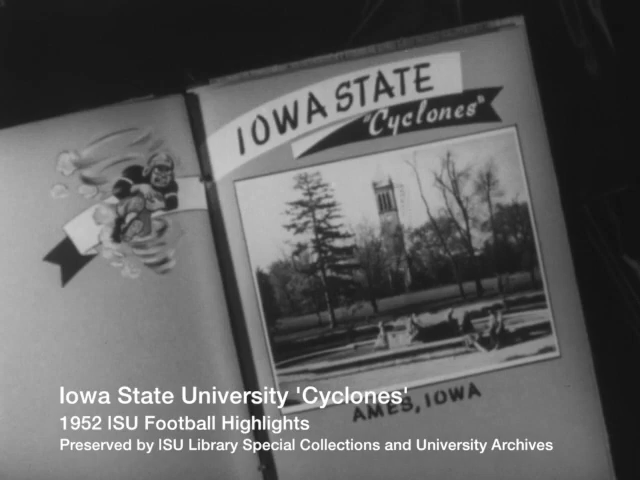 IOWA STATE
"Cyclones"
AMES, IOWA
Iowa State University 'Cyclones'
1952 ISU Football Highlights
Preserved by ISU Library Special Collections and University Archives